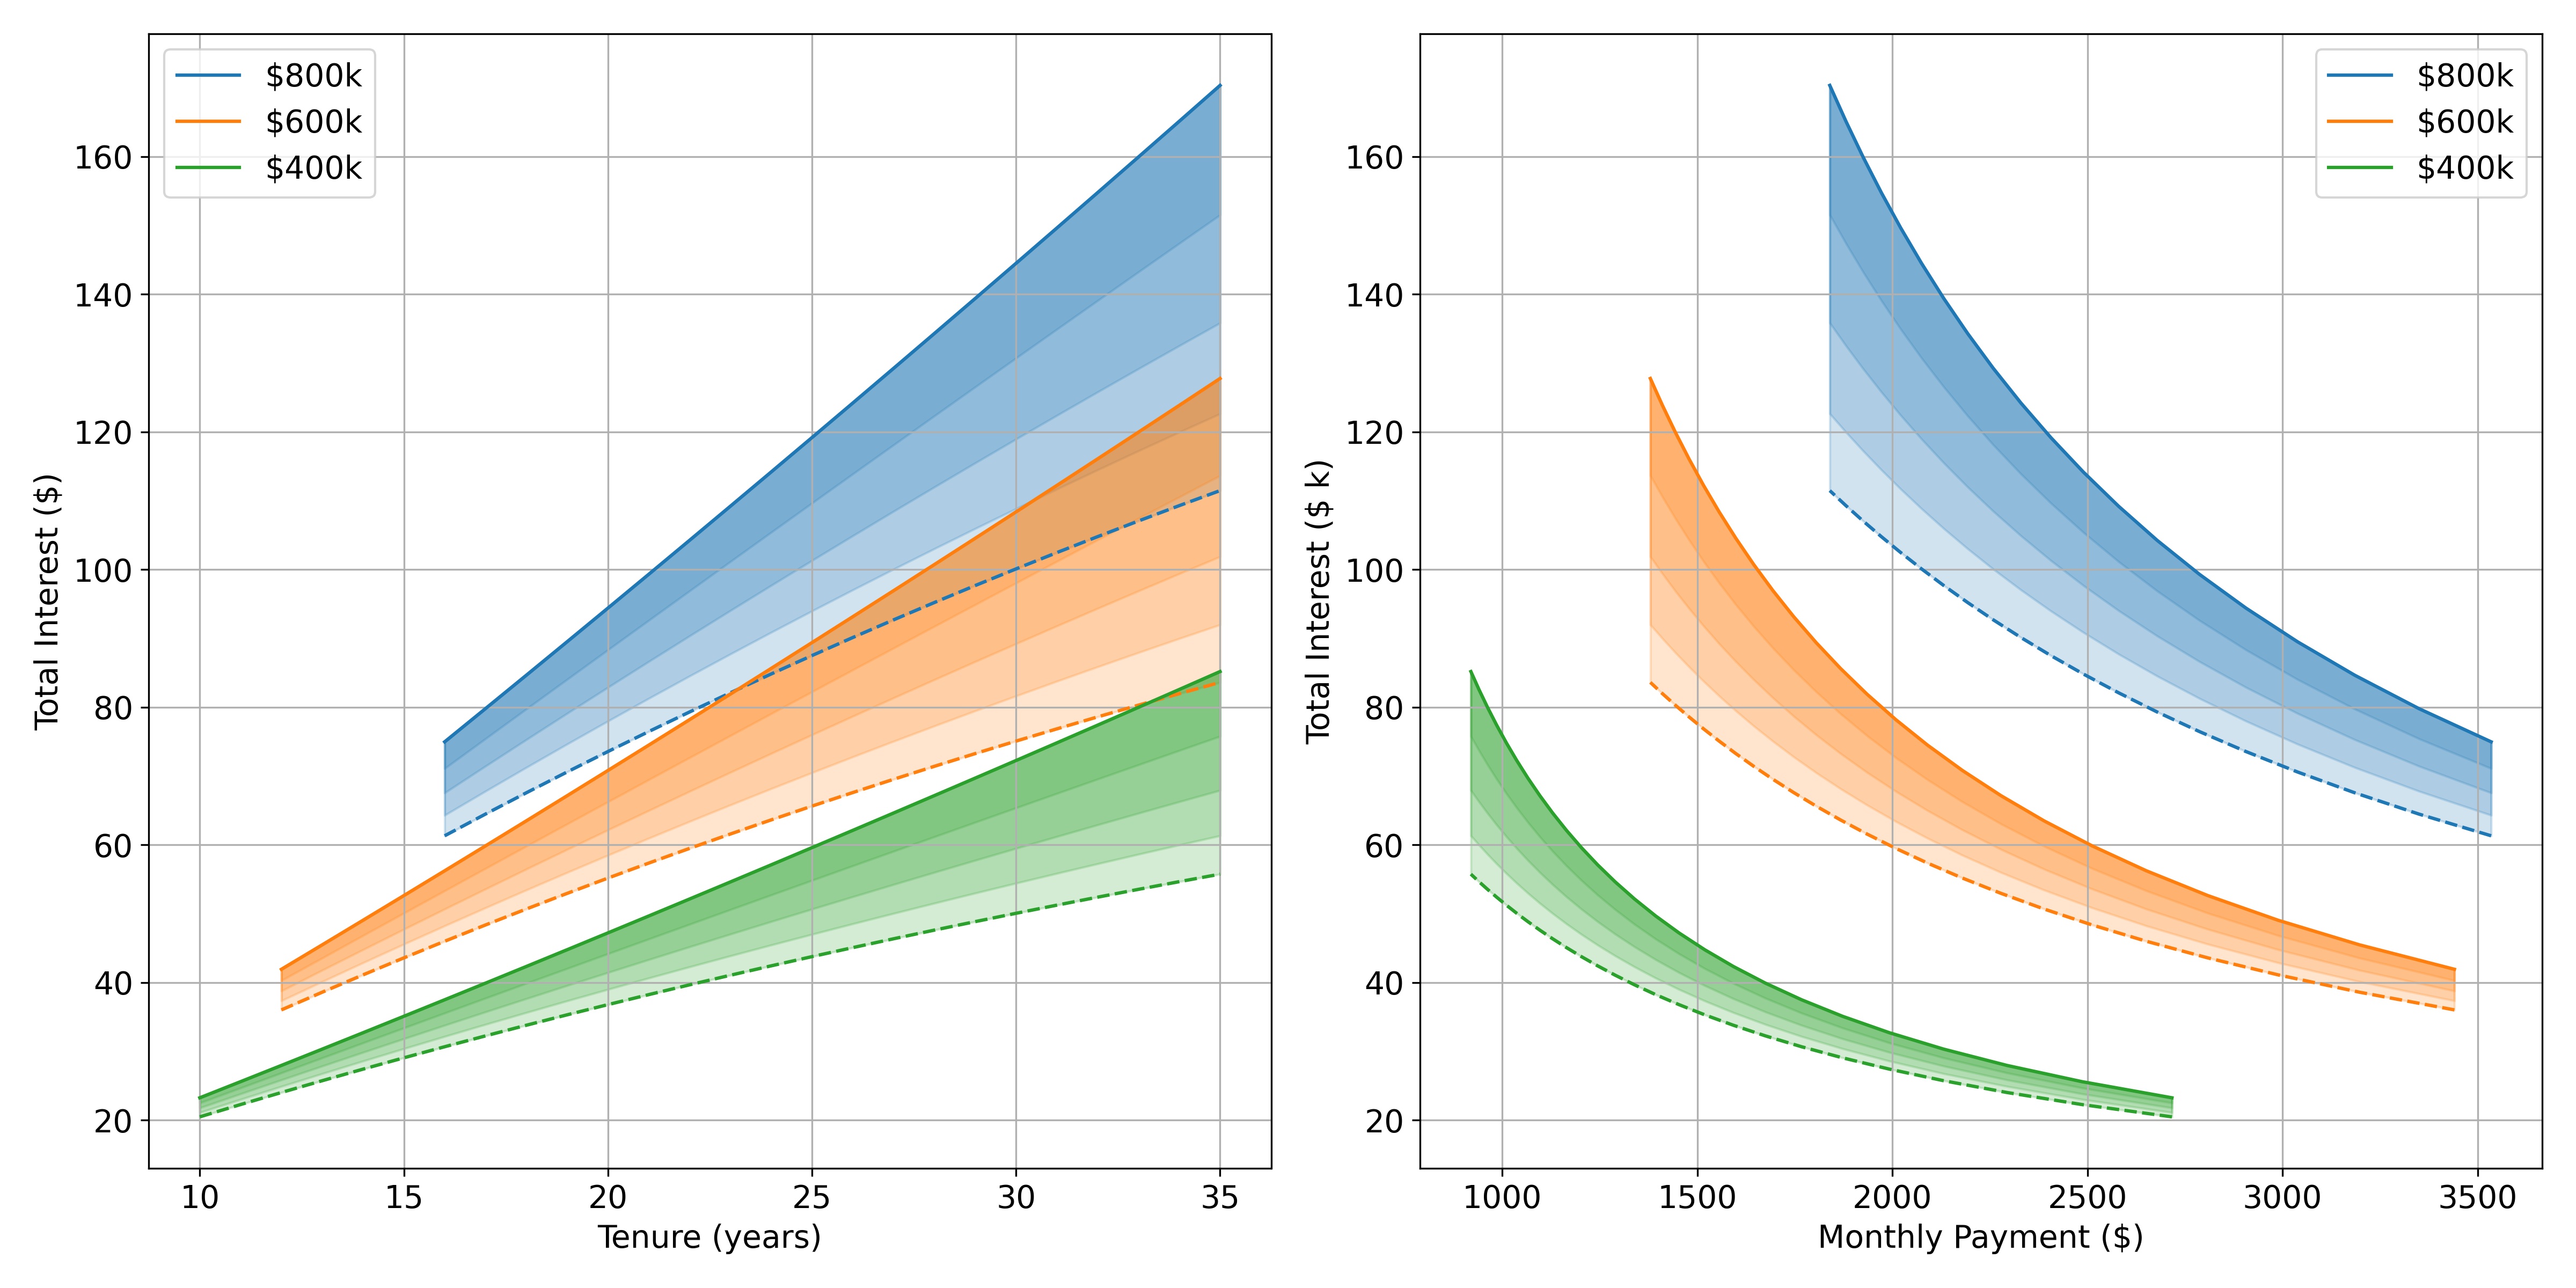 $800k
$600k
$400k
160
140
120
100
80
60
40
20
Total Interest ($)
10 15 20 25 30 35
Tenure (years)
$800k
$600k
$400k
160
140
120
100
80
60
40
20
Total Interest ($ k)
1000 1500 2000 2500 3000 3500
Monthly Payment ($)